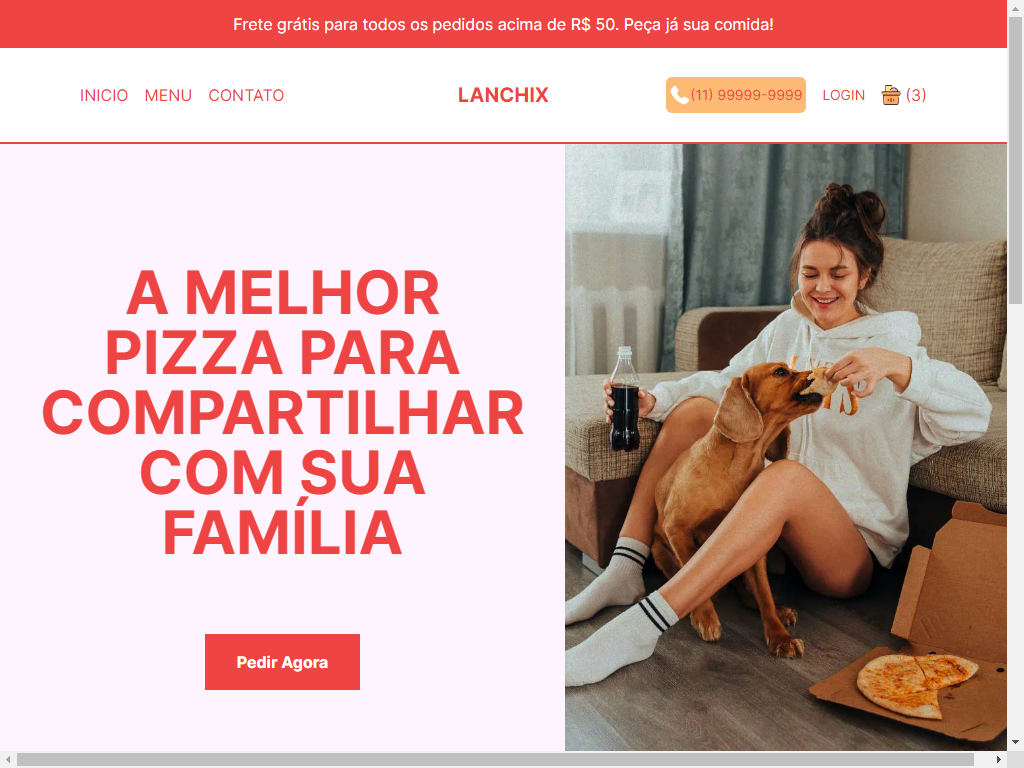 Frete grátis para todos os pedidos acima de R$ 50. Peça já sua comida!
INICIO MENU CONTATO LANCHIX (11) 99999-9999 LOGIN (3)
A MELHOR
PIZZA PARA
COMPARTILHAR
COM SUA
FAMÍLIA
Pedir Agora